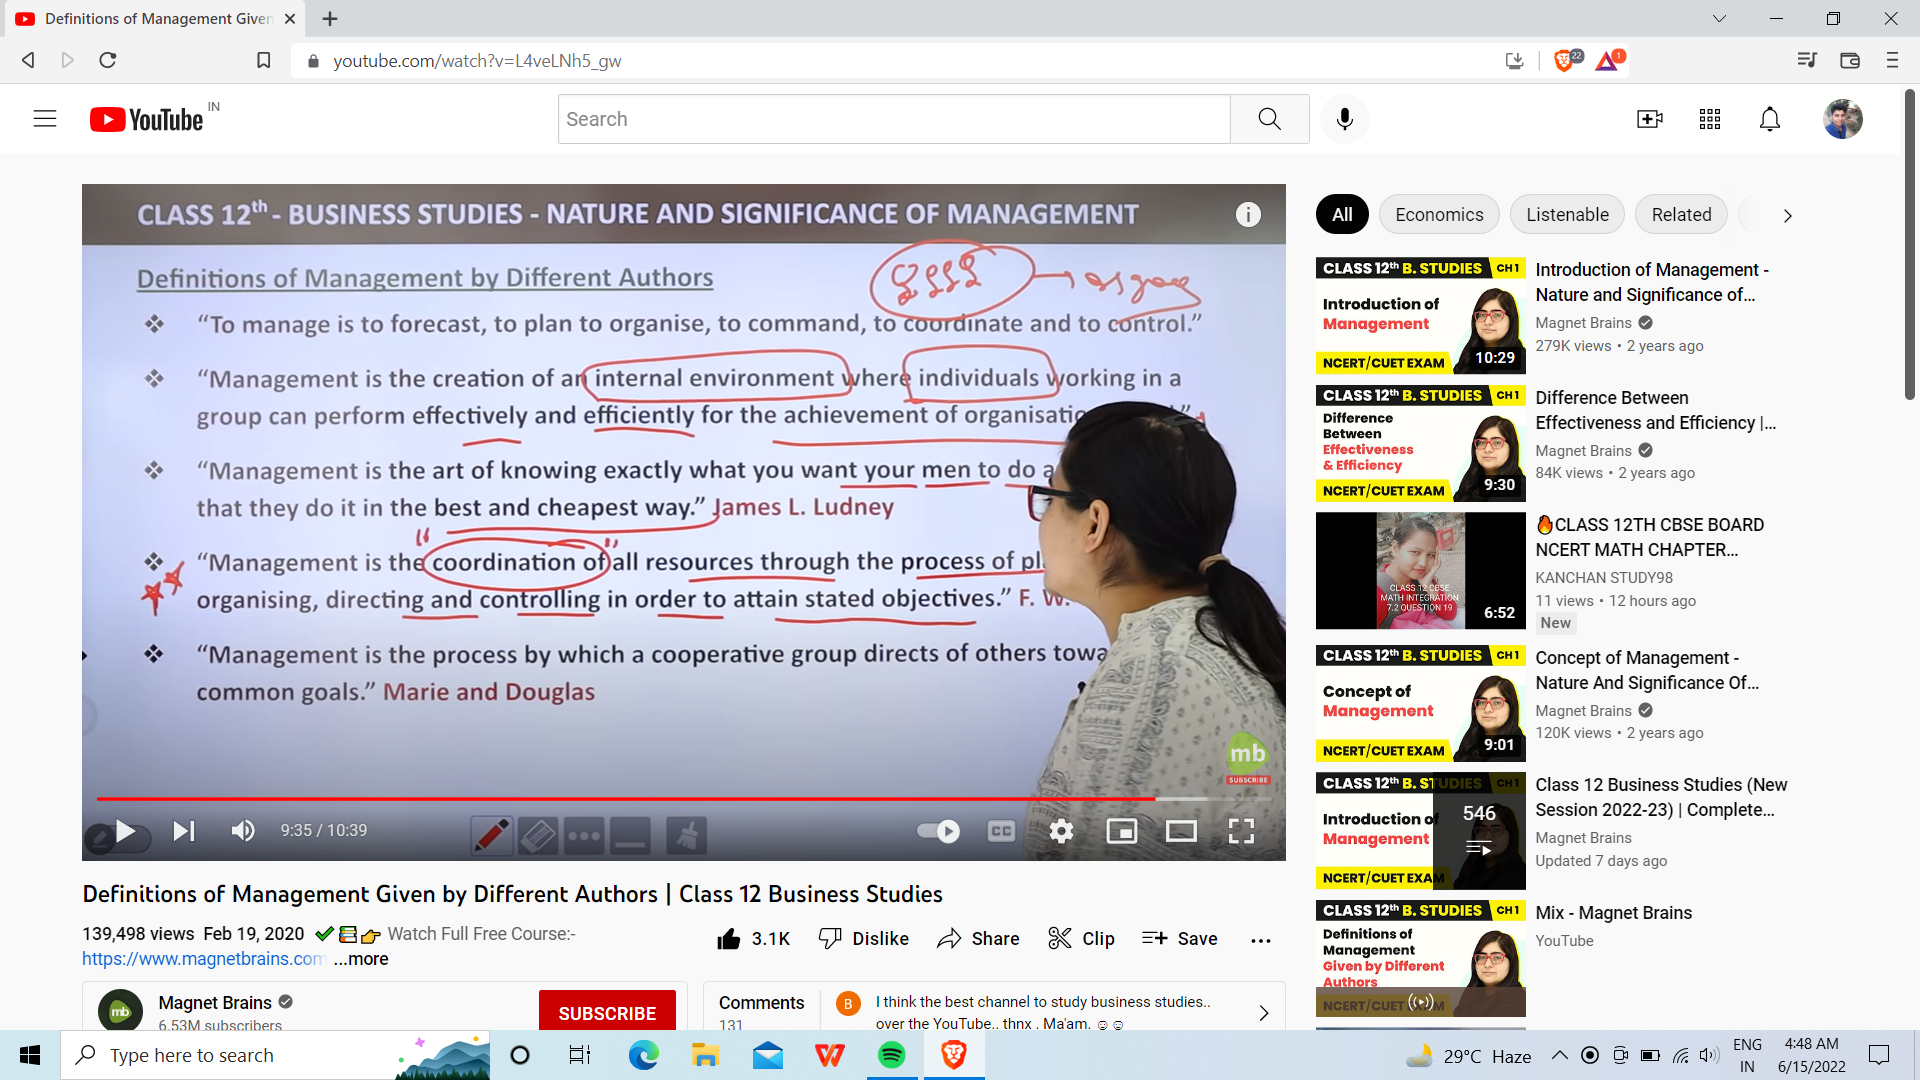 Definitions of Management Given
youtube.com/watch?v=L4veLNh5_gw
22
1
YouTube IN
Search
CLASS 12th - BUSINESS STUDIES - NATURE AND SIGNIFICANCE OF MANAGEMENT
Definitions of Management by Different Authors
❖ “To manage is to forecast, to plan to organise, to command, to coordinate and to control.”
❖ “Management is the creation of an internal environment where individuals working in a
group can perform effectively and efficiently for the achievement of
❖ “Management is the art of knowing exactly what you want your men to do
that they do it in the best and cheapest way.” James L. Ludney
❖ “Management is the coordination of all resources through the process of
organising, directing and controlling in order to attain stated objectives.” F. W.
❖ “Management is the process by which a cooperative group directs of others
common goals.” Marie and Douglas
mb
SUBSCRIBE
9:35 / 10:39
CC
Definitions of Management Given by Different Authors | Class 12 Business Studies
139,498 views Feb 19, 2020 ✔📚👉 Watch Full Free Course:-
https://www.magnetbrains.com ...more
3.1K Dislike Share Clip Save
mb
Magnet Brains
6.53M subscribers
SUBSCRIBE
Comments
131
B
I think the best channel to study business studies..
over the YouTube.. thnx . Ma'am. ☺☺
All Economics Listenable Related
CLASS 12th B. STUDIES CH 1
Introduction of
Management
NCERT/CUET EXAM
10:29
Introduction of Management -
Nature and Significance of...
Magnet Brains
279K views • 2 years ago
CLASS 12th B. STUDIES CH 1
Difference
Between
Effectiveness
& Efficiency
NCERT/CUET EXAM
9:30
Difference Between
Effectiveness and Efficiency |...
Magnet Brains
84K views • 2 years ago
CLASS 12 CBSE
MATH INTEGRATION
7.2 QUESTION 19
6:52
🔥CLASS 12TH CBSE BOARD
NCERT MATH CHAPTER...
KANCHAN STUDY98
11 views • 12 hours ago
New
CLASS 12th B. STUDIES CH 1
Concept of
Management
NCERT/CUET EXAM
9:01
Concept of Management -
Nature And Significance Of...
Magnet Brains
120K views • 2 years ago
CLASS 12th B. STUDIES CH 1
Introduction of
Management
NCERT/CUET EXAM
546
Class 12 Business Studies (New
Session 2022-23) | Complete...
Magnet Brains
Updated 7 days ago
CLASS 12th B. STUDIES CH 1
Definitions of
Management
Given by Different
Authors
NCERT/CUET EXAM
Mix - Magnet Brains
YouTube
Type here to search
29°C Haze
ENG
IN
4:48 AM
6/15/2022